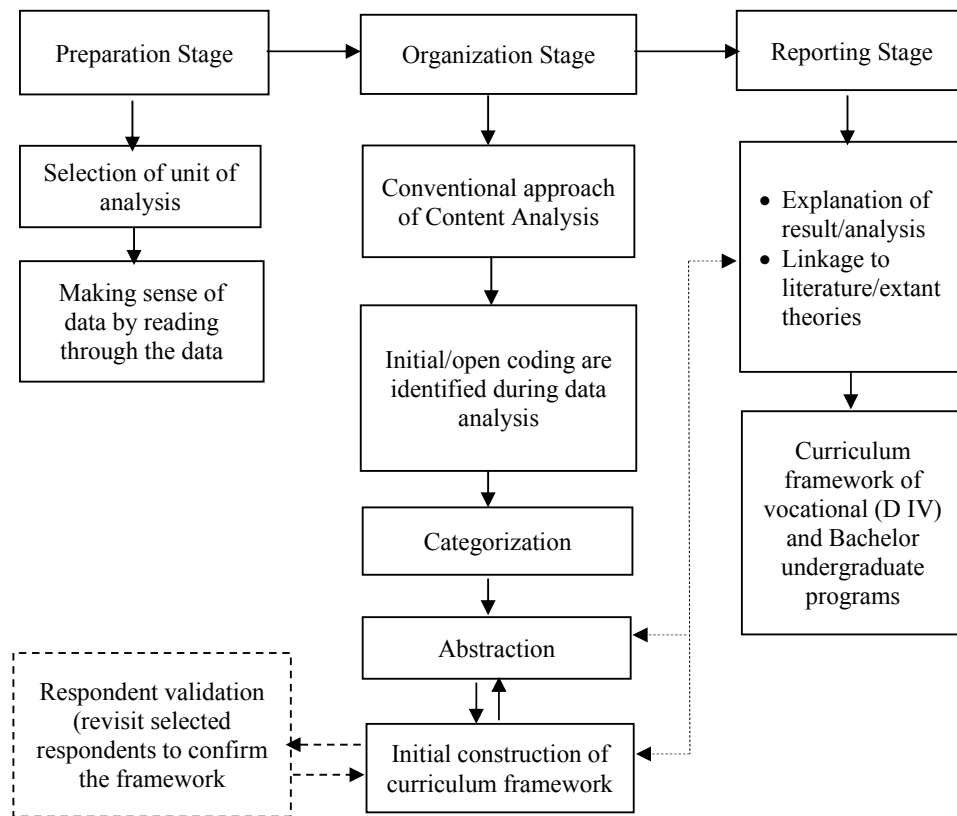 Preparation Stage
Organization Stage
Reporting Stage
Selection of unit of
analysis
Making sense of
data by reading
through the data
Conventional approach
of Content Analysis
Initial/open coding are
identified during data
analysis
Categorization
Abstraction
Initial construction of
curriculum framework
Respondent validation
(revisit selected
respondents to confirm
the framework
• Explanation of
result/analysis
• Linkage to
literature/extant
theories
Curriculum
framework of
vocational (D IV)
and Bachelor
undergraduate
programs